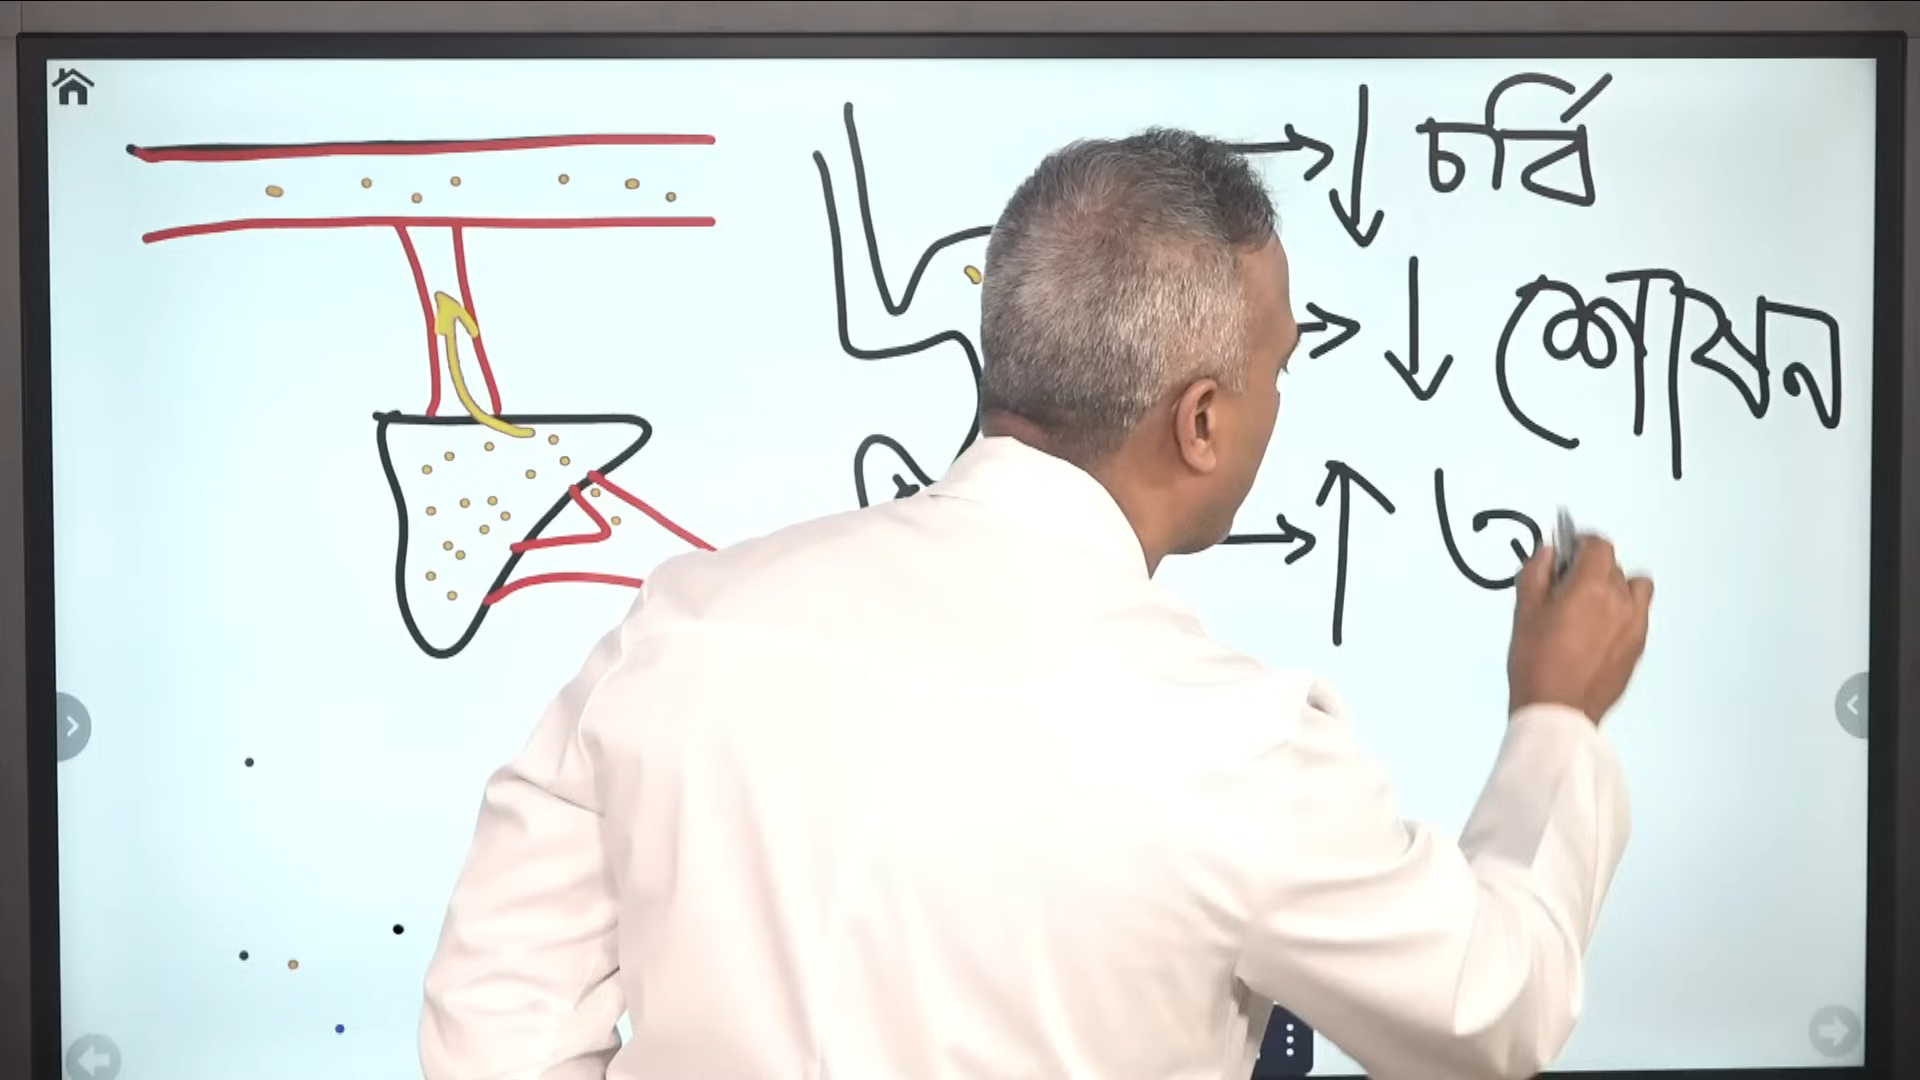 → ↓ চর্বি
→ ↓ শোষন
→ ↑